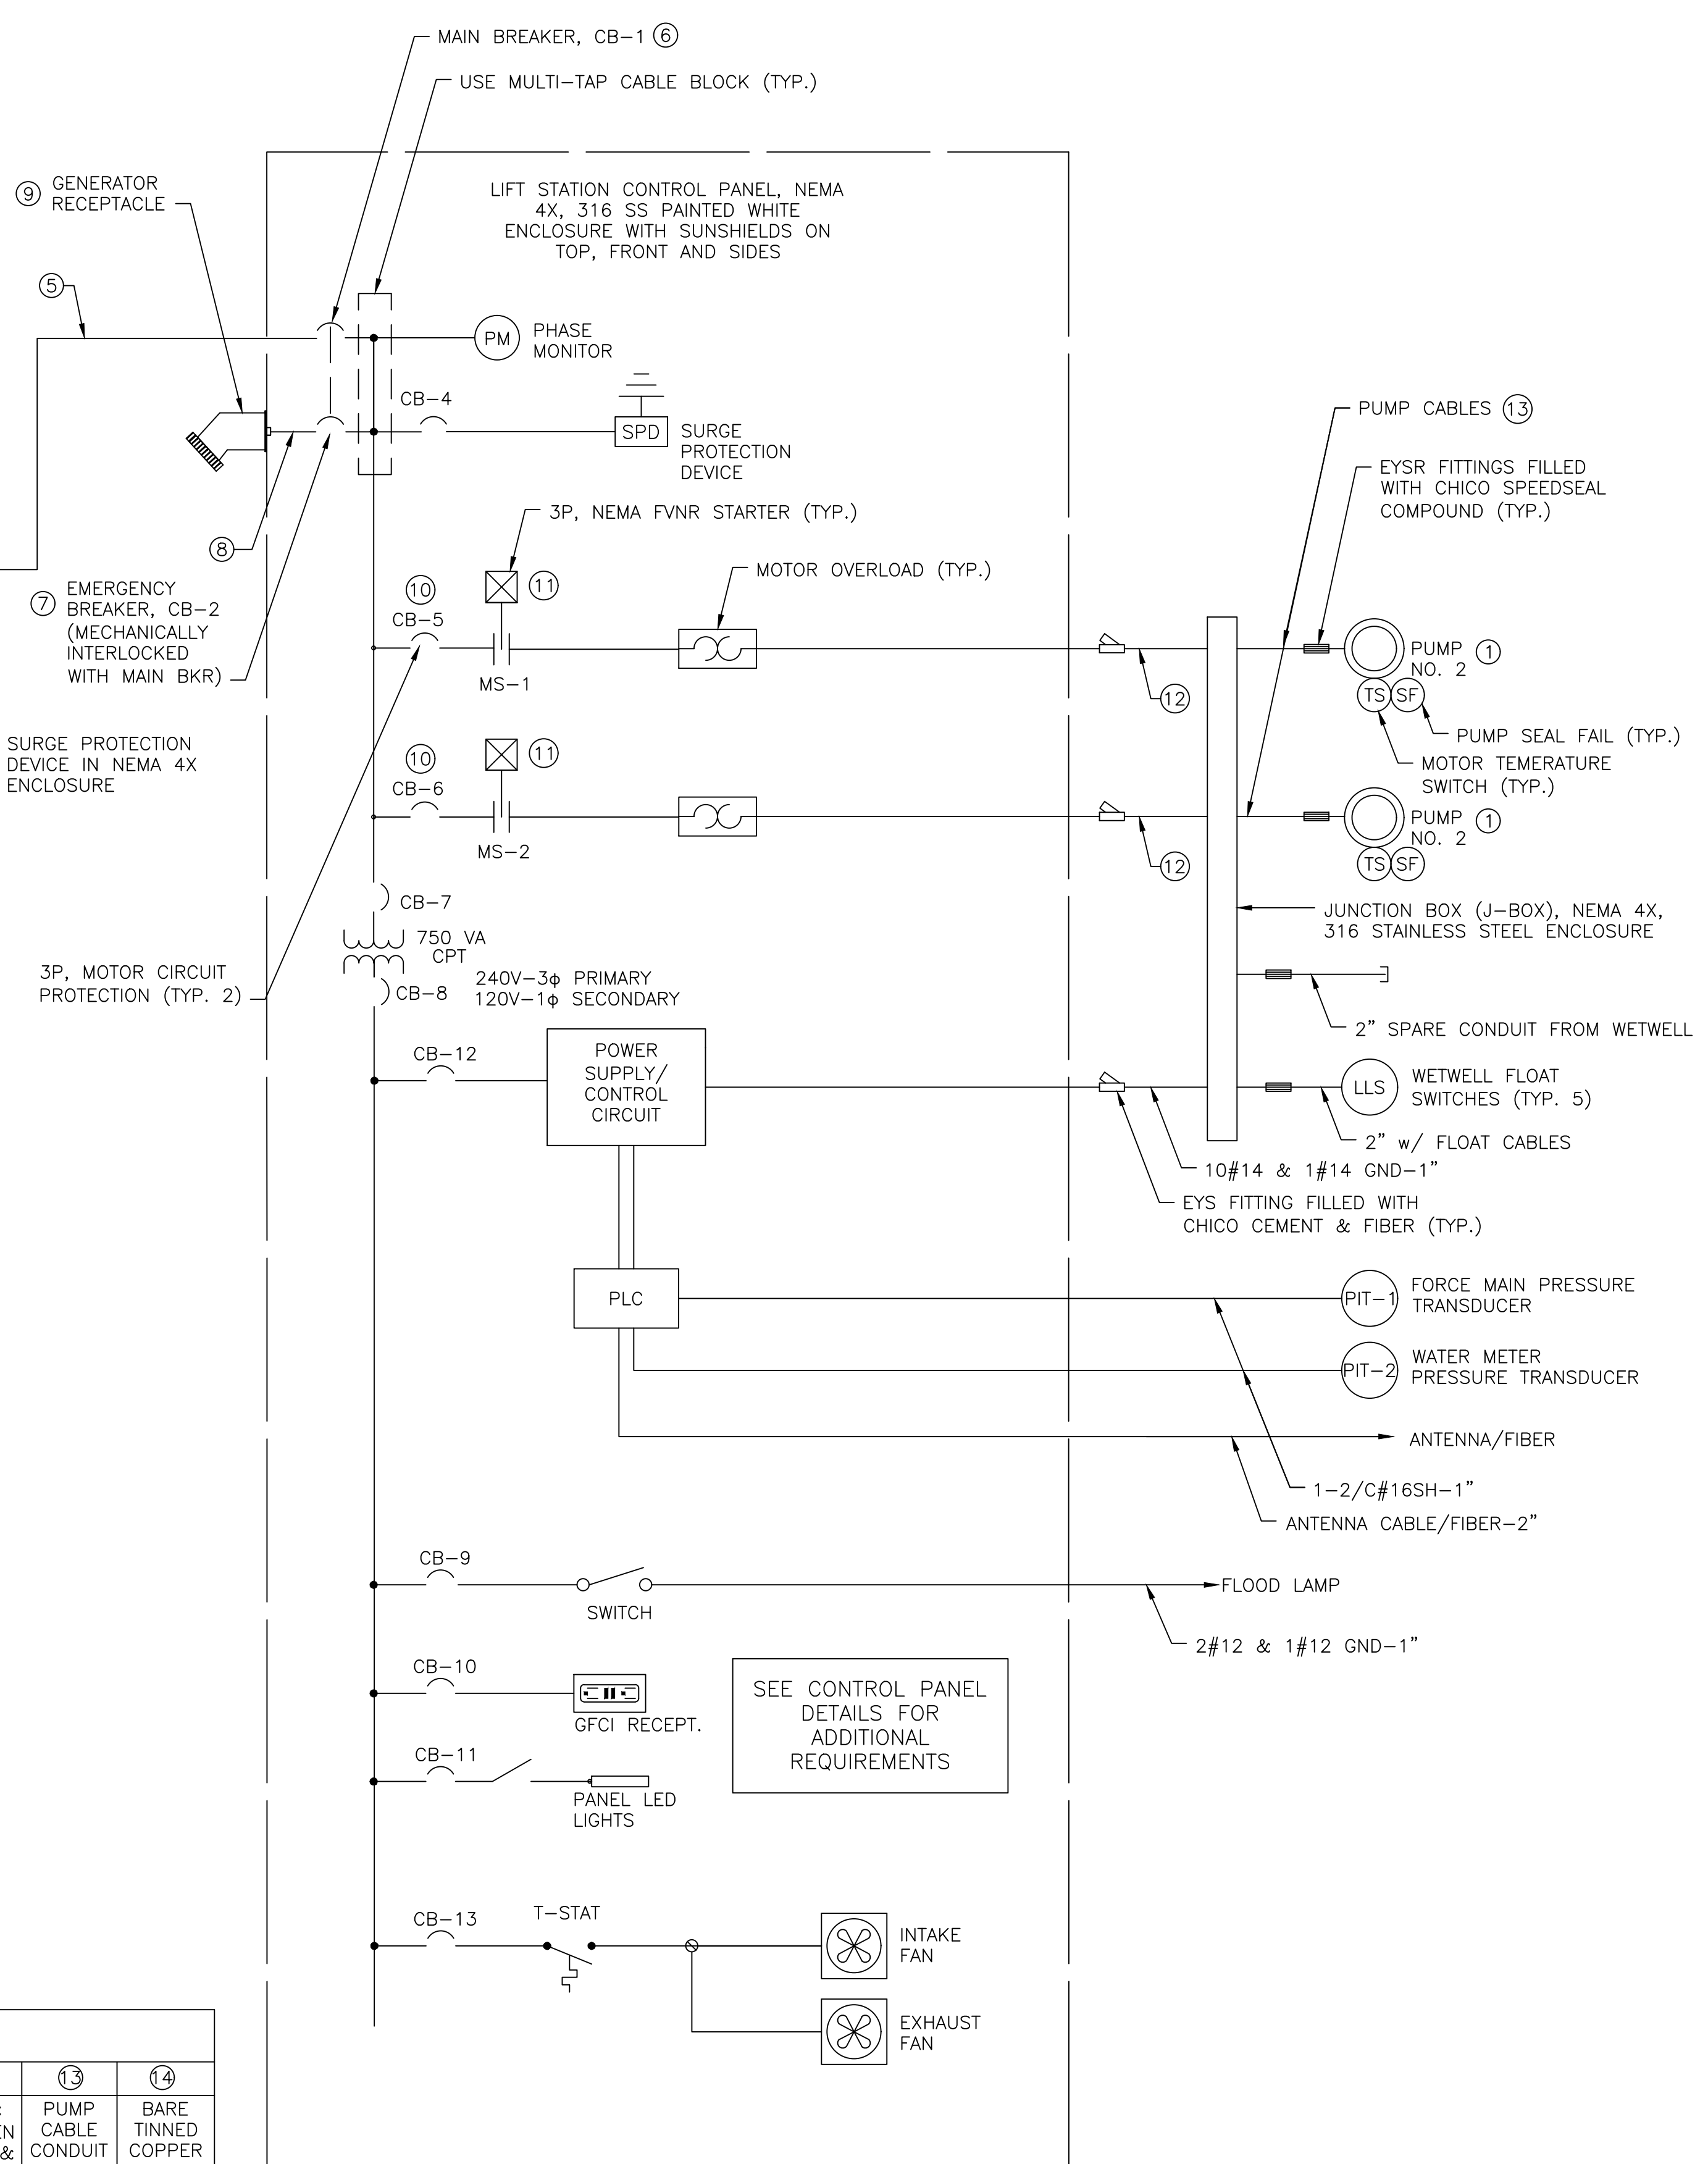 MAIN BREAKER, CB-1 ⑥
USE MULTI-TAP CABLE BLOCK (TYP.)
⑨ GENERATOR
RECEPTACLE
LIFT STATION CONTROL PANEL, NEMA
4X, 316 SS PAINTED WHITE
ENCLOSURE WITH SUNSHIELDS ON
TOP, FRONT AND SIDES
⑤
PM
PHASE
MONITOR
CB-4
SPD
SURGE
PROTECTION
DEVICE
PUMP CABLES ⑬
EYSR FITTINGS FILLED
WITH CHICO SPEEDSEAL
COMPOUND (TYP.)
⑧
3P, NEMA FVNR STARTER (TYP.)
⑦ EMERGENCY
BREAKER, CB-2
(MECHANICALLY
INTERLOCKED
WITH MAIN BKR)
⑩
CB-5
⑪
MS-1
MOTOR OVERLOAD (TYP.)
⑫
PUMP ①
NO. 2
TS SF
PUMP SEAL FAIL (TYP.)
MOTOR TEMERATURE
SWITCH (TYP.)
SURGE PROTECTION
DEVICE IN NEMA 4X
ENCLOSURE
⑩
CB-6
⑪
MS-2
⑫
PUMP ①
NO. 2
TS SF
CB-7
750 VA
CPT
CB-8
240V-3ϕ PRIMARY
120V-1ϕ SECONDARY
3P, MOTOR CIRCUIT
PROTECTION (TYP. 2)
JUNCTION BOX (J-BOX), NEMA 4X,
316 STAINLESS STEEL ENCLOSURE
2" SPARE CONDUIT FROM WETWELL
CB-12
POWER
SUPPLY/
CONTROL
CIRCUIT
LLS
WETWELL FLOAT
SWITCHES (TYP. 5)
2" w/ FLOAT CABLES
10#14 & 1#14 GND-1"
EYS FITTING FILLED WITH
CHICO CEMENT & FIBER (TYP.)
PLC
PIT-1
FORCE MAIN PRESSURE
TRANSDUCER
PIT-2
WATER METER
PRESSURE TRANSDUCER
ANTENNA/FIBER
1-2/C#16SH-1"
ANTENNA CABLE/FIBER-2"
CB-9
SWITCH
FLOOD LAMP
2#12 & 1#12 GND-1"
CB-10
GFCI RECEPT.
SEE CONTROL PANEL
DETAILS FOR
ADDITIONAL
REQUIREMENTS
CB-11
PANEL LED
LIGHTS
CB-13
T-STAT
INTAKE
FAN
EXHAUST
FAN
⑬
⑭
PUMP
CABLE
CONDUIT
BARE
TINNED
COPPER
&